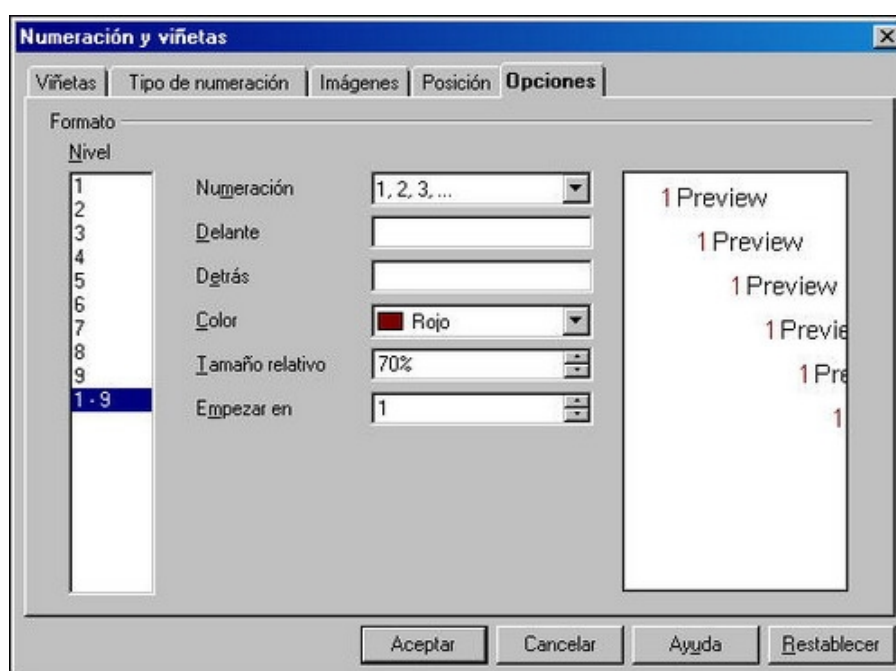 Numeración y viñetas
Viñetas
Tipo de numeración
Imágenes
Posición
Opciones
Formato
Nivel
1
2
3
4
5
6
7
8
9
1 - 9
Numeración
1, 2, 3, ...
Delante
Detrás
Color
Rojo
Tamaño relativo
70%
Empezar en
1
1 Preview
1 Preview
1 Preview
1 Previe
1 Pre
1
Aceptar
Cancelar
Ayuda
Restablecer